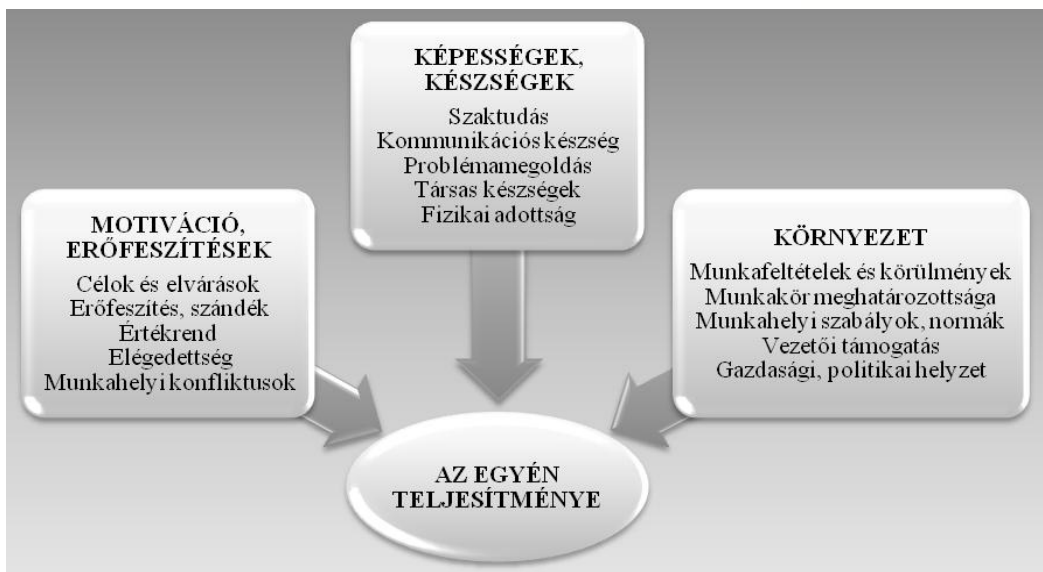 KÉPESSÉGEK,
KÉSZSÉGEK
Szaktudás
Kommunikációs készség
Problémamegoldás
Társas készségek
Fizikai adottság
MOTIVÁCIÓ,
ERŐFESZÍTÉSEK
Célok és elvárások
Erőfeszítés, szándék
Értékrend
Elégedettség
Munkahelyi konfliktusok
KÖRNYEZET
Munkafeltételek és körülmények
Munkakör meghatározottsága
Munkahelyi szabályok, normák
Vezetői támogatás
Gazdasági, politikai helyzet
AZ EGYÉN
TELJESÍTMÉNYE